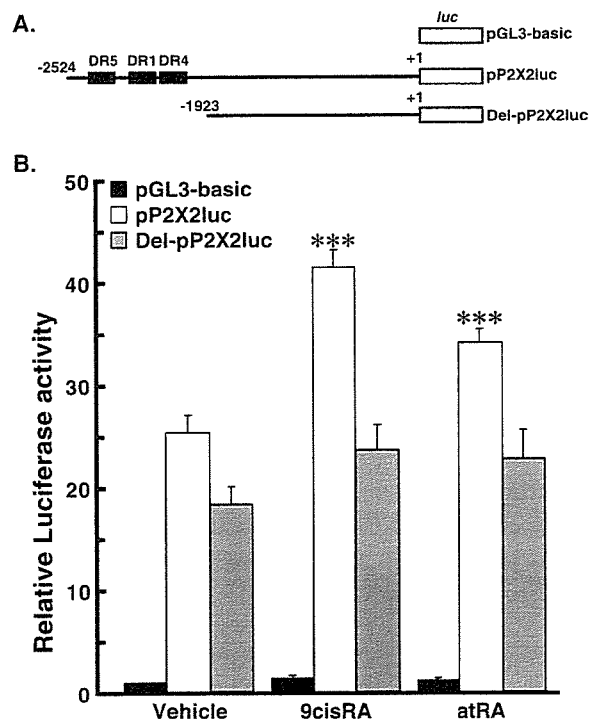 A.
luc
pGL3-basic
-2524 DR5 DR1 DR4 +1 pP2X2luc
-1923 +1 Del-pP2X2luc
B.
50
40
30
20
10
0
Relative Luciferase activity
pGL3-basic
pP2X2luc
Del-pP2X2luc
***
***
Vehicle 9cisRA atRA